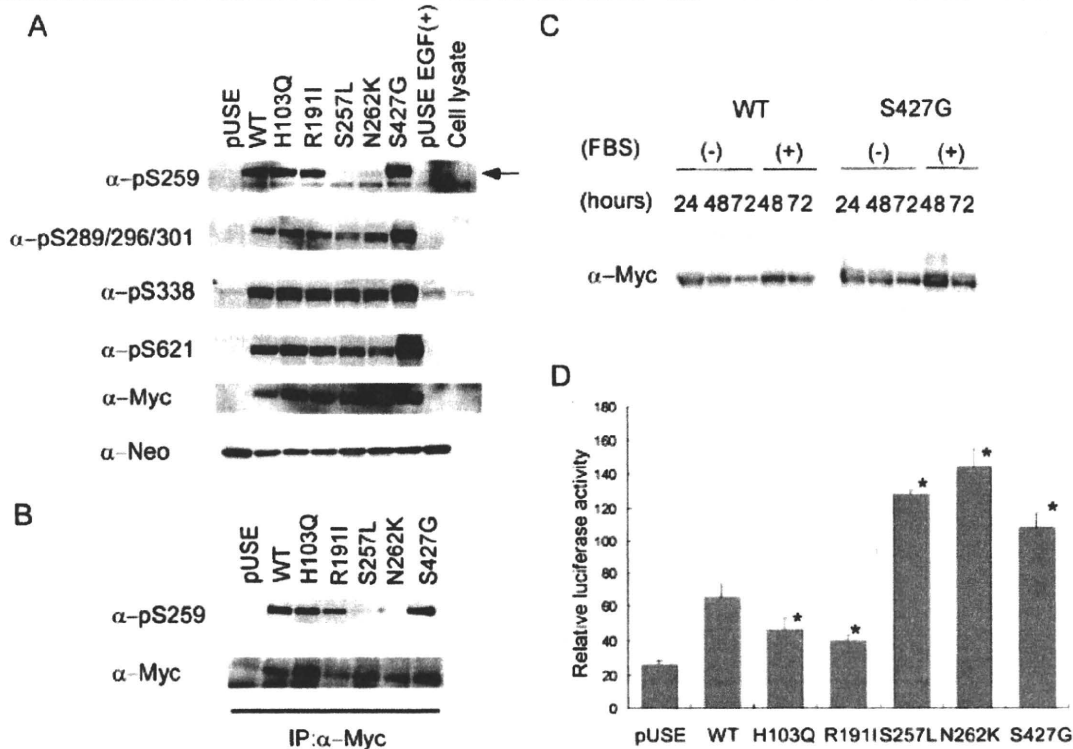 A
pUSE
WT
H103Q
R191I
S257L
N262K
S427G
pUSE EGF(+)
Cell lysate
α-pS259
α-pS289/296/301
α-pS338
α-pS621
α-Myc
α-Neo
B
pUSE
WT
H103Q
R191I
S257L
N262K
S427G
α-pS259
α-Myc
IP:α-Myc
C
WT S427G
(FBS) (-) (+) (-) (+)
(hours) 24 48 72 48 72 24 48 72 48 72
α-Myc
D
Relative luciferase activity
180
160
140
120
100
80
60
40
20
0
* * * * *
pUSE WT H103Q R191I S257L N262K S427G